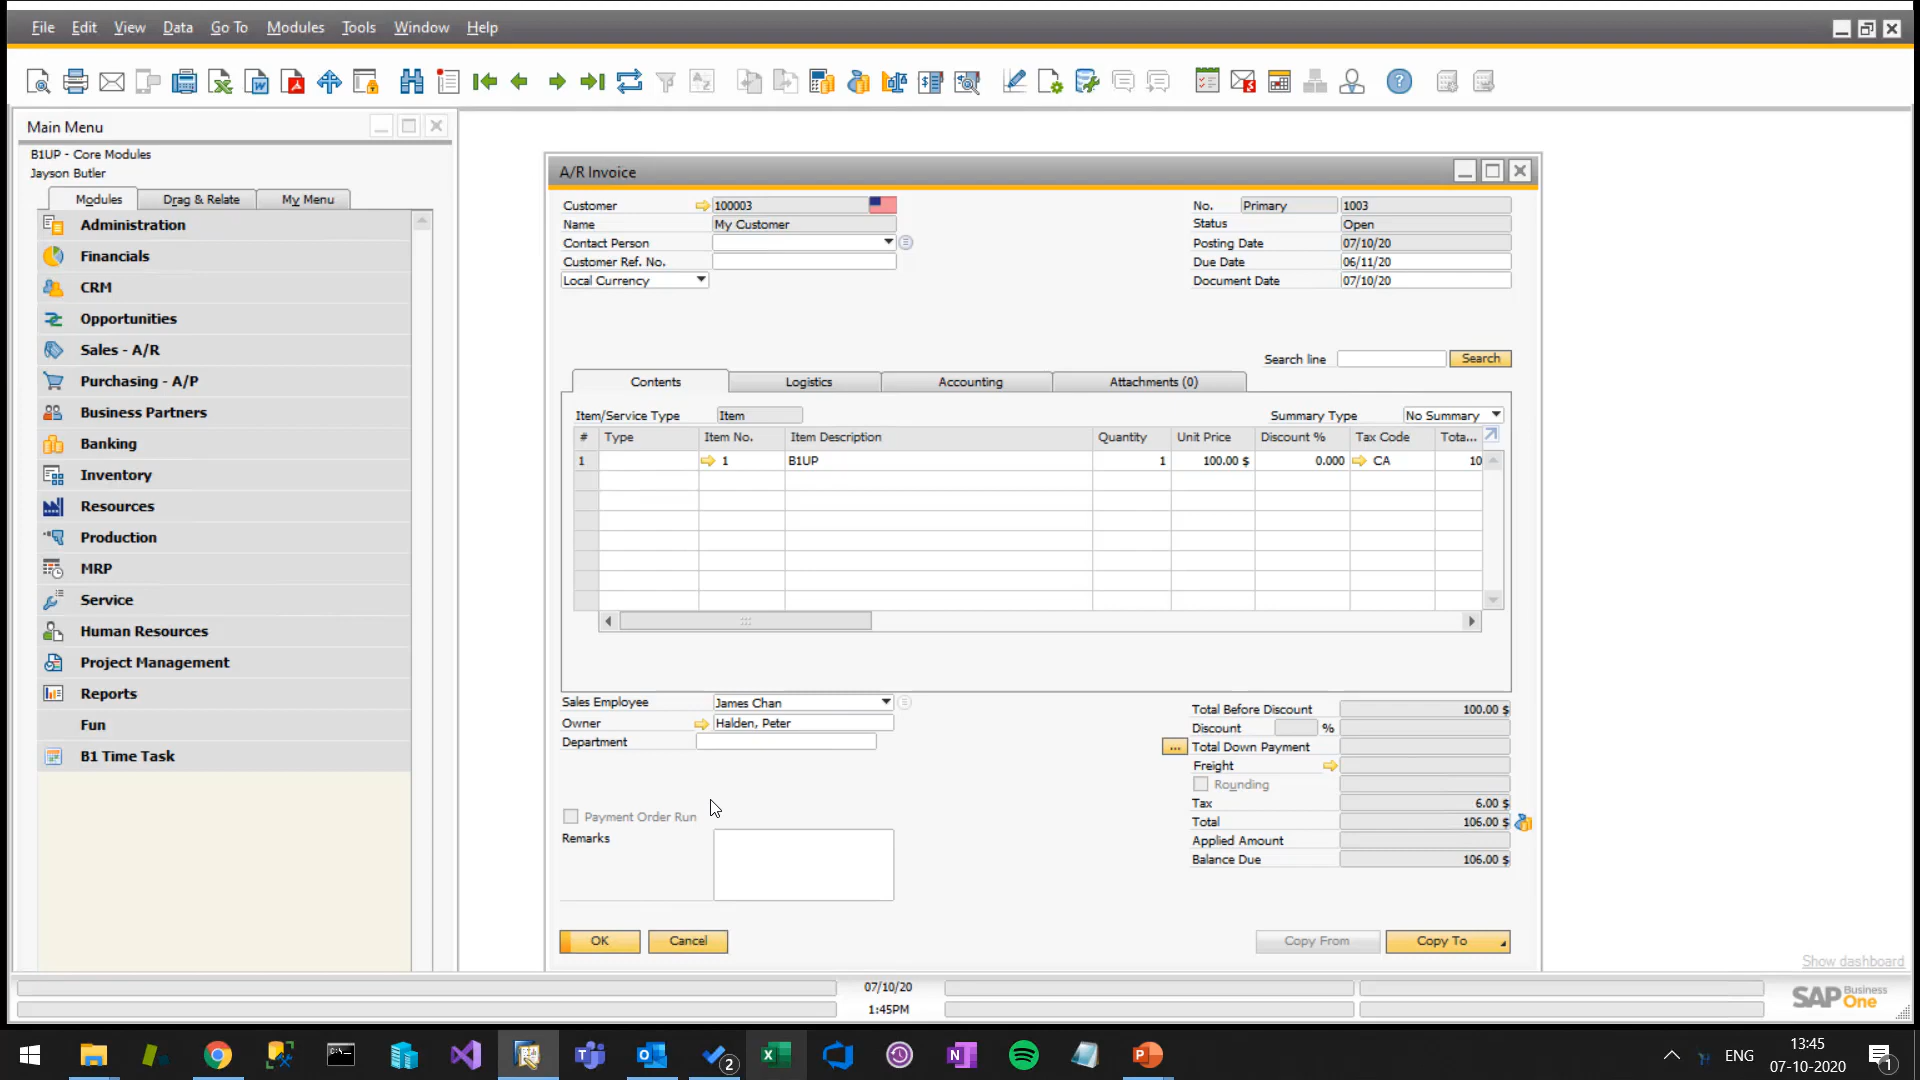 File Edit View Data Go To Modules Tools Window Help
Main Menu
B1UP - Core Modules
Jayson Butler
Modules Drag & Relate My Menu
Administration
Financials
CRM
Opportunities
Sales - A/R
Purchasing - A/P
Business Partners
Banking
Inventory
Resources
Production
MRP
Service
Human Resources
Project Management
Reports
Fun
B1 Time Task
A/R Invoice
Customer 100003
Name My Customer
Contact Person
Customer Ref. No.
Local Currency
No. Primary 1003
Status Open
Posting Date 07/10/20
Due Date 06/11/20
Document Date 07/10/20
Search line Search
Contents Logistics Accounting Attachments (0)
Item/Service Type Item Summary Type No Summary
# Type Item No. Item Description Quantity Unit Price Discount % Tax Code Tota...
1 1 B1UP 1 100.00 $ 0.000 CA 10
Sales Employee James Chan
Owner Halden, Peter
Department
Payment Order Run
Remarks
Total Before Discount 100.00 $
Discount %
... Total Down Payment
Freight
Rounding
Tax 6.00 $
Total 106.00 $
Applied Amount
Balance Due 106.00 $
OK Cancel Copy From Copy To
Show dashboard
07/10/20
1:45PM
SAP Business One
2
ENG
13:45
07-10-2020
1